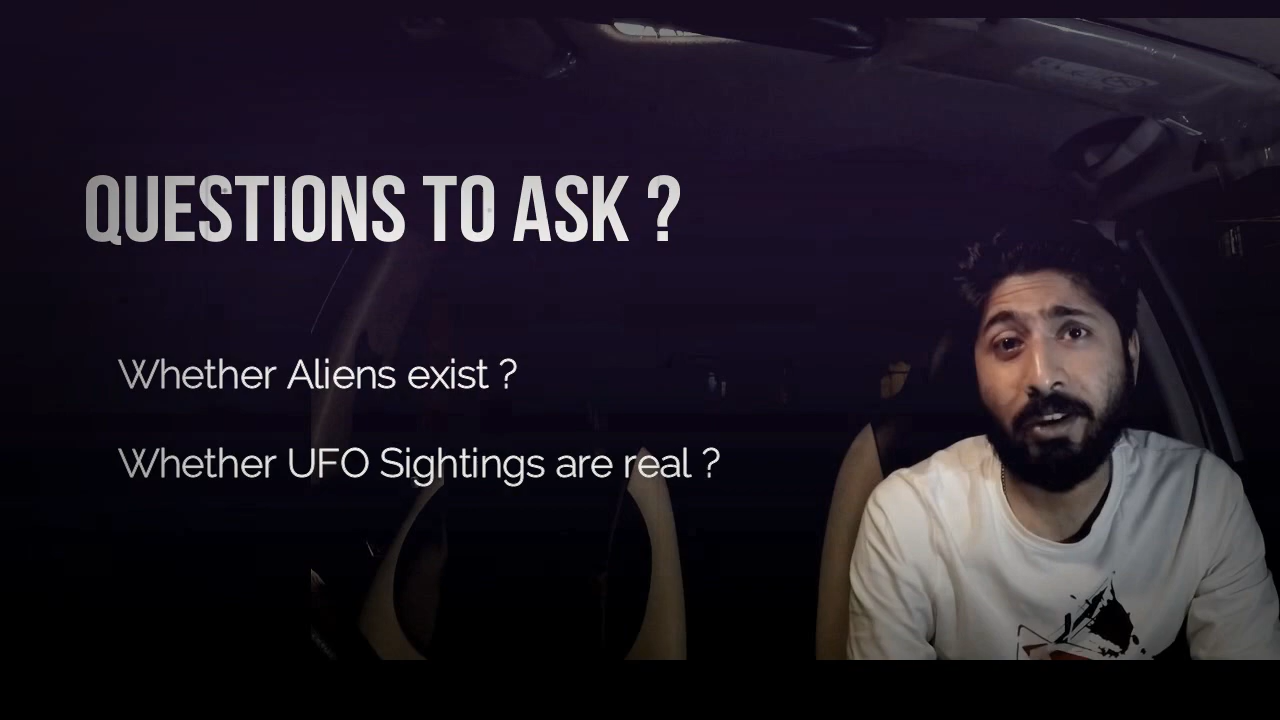 QUESTIONS TO ASK ?
Whether Aliens exist ?
Whether UFO Sightings are real ?